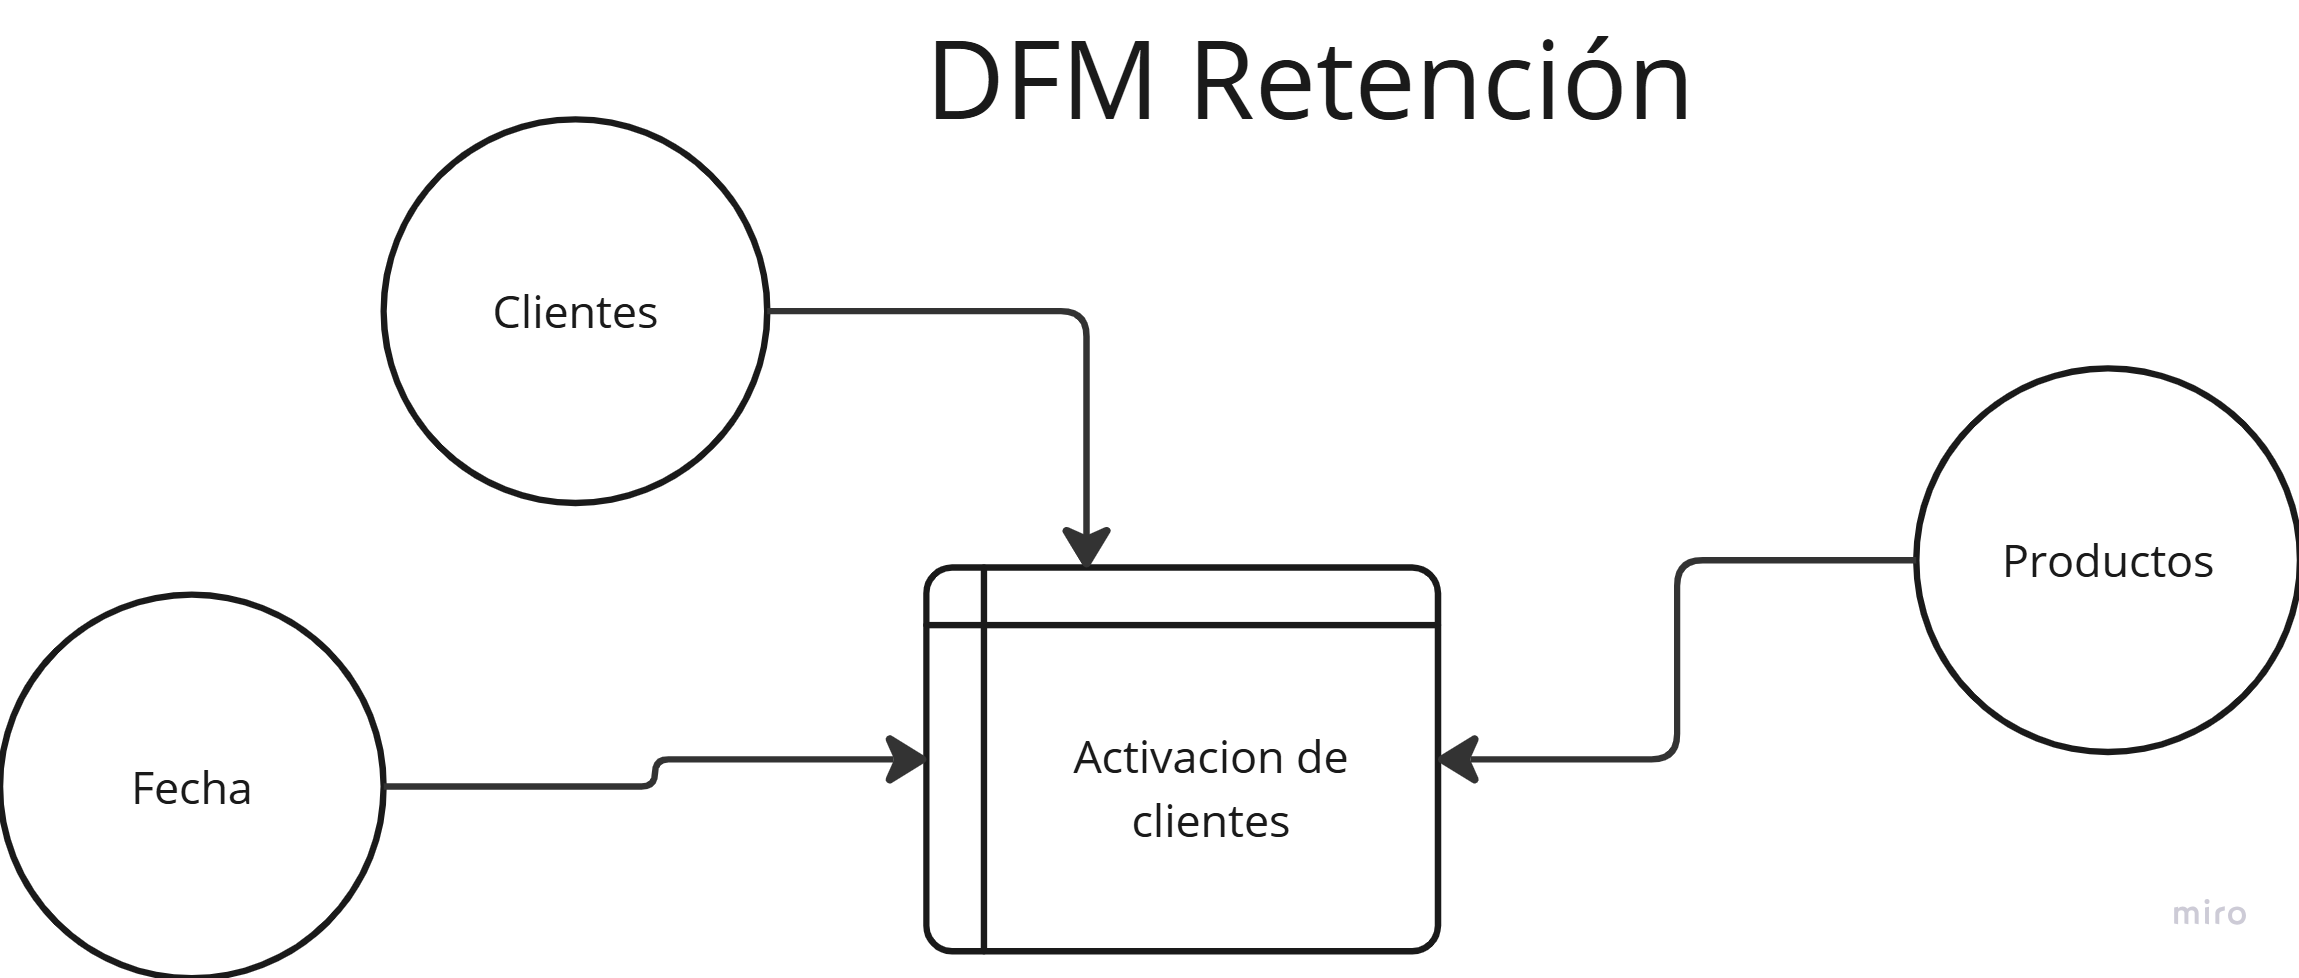 DFM Retención
Clientes
Productos
Fecha
Activacion de
clientes
miro